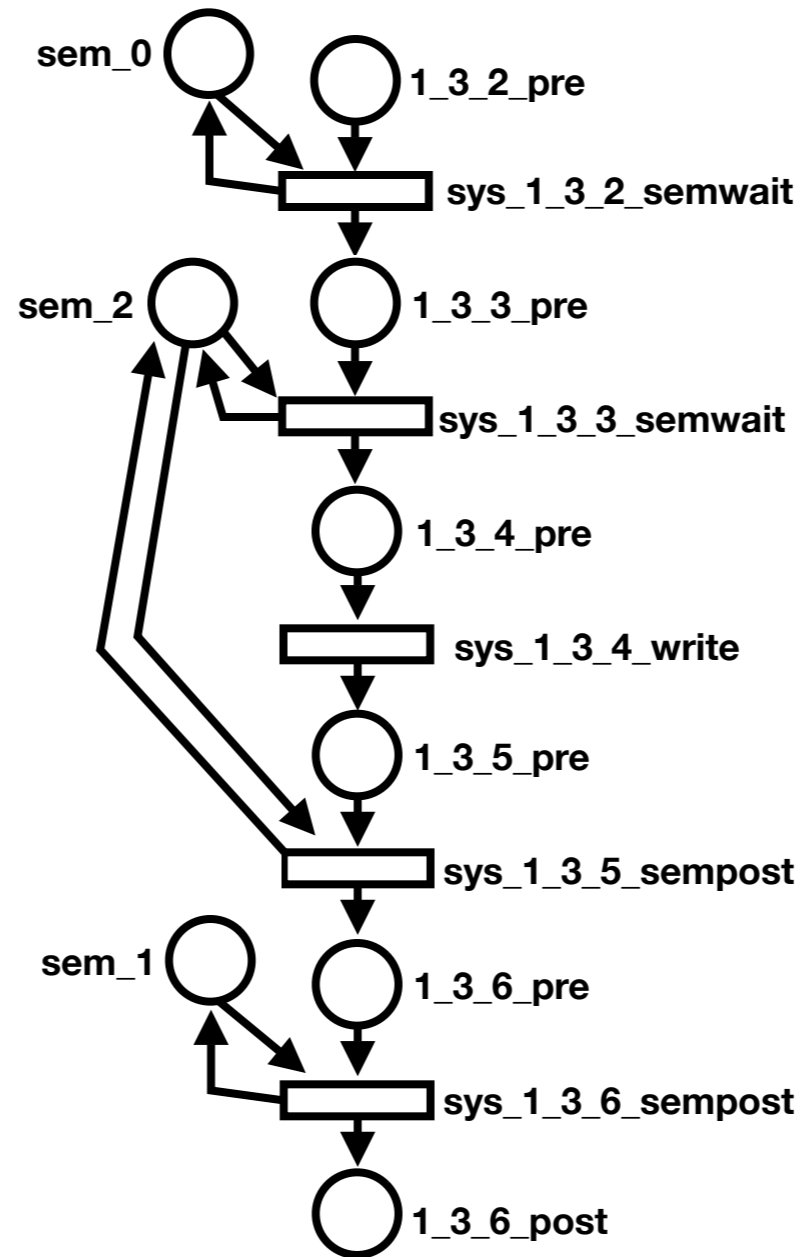 sem_0
1_3_2_pre
sys_1_3_2_semwait
sem_2
1_3_3_pre
sys_1_3_3_semwait
1_3_4_pre
sys_1_3_4_write
1_3_5_pre
sys_1_3_5_sempost
sem_1
1_3_6_pre
sys_1_3_6_sempost
1_3_6_post